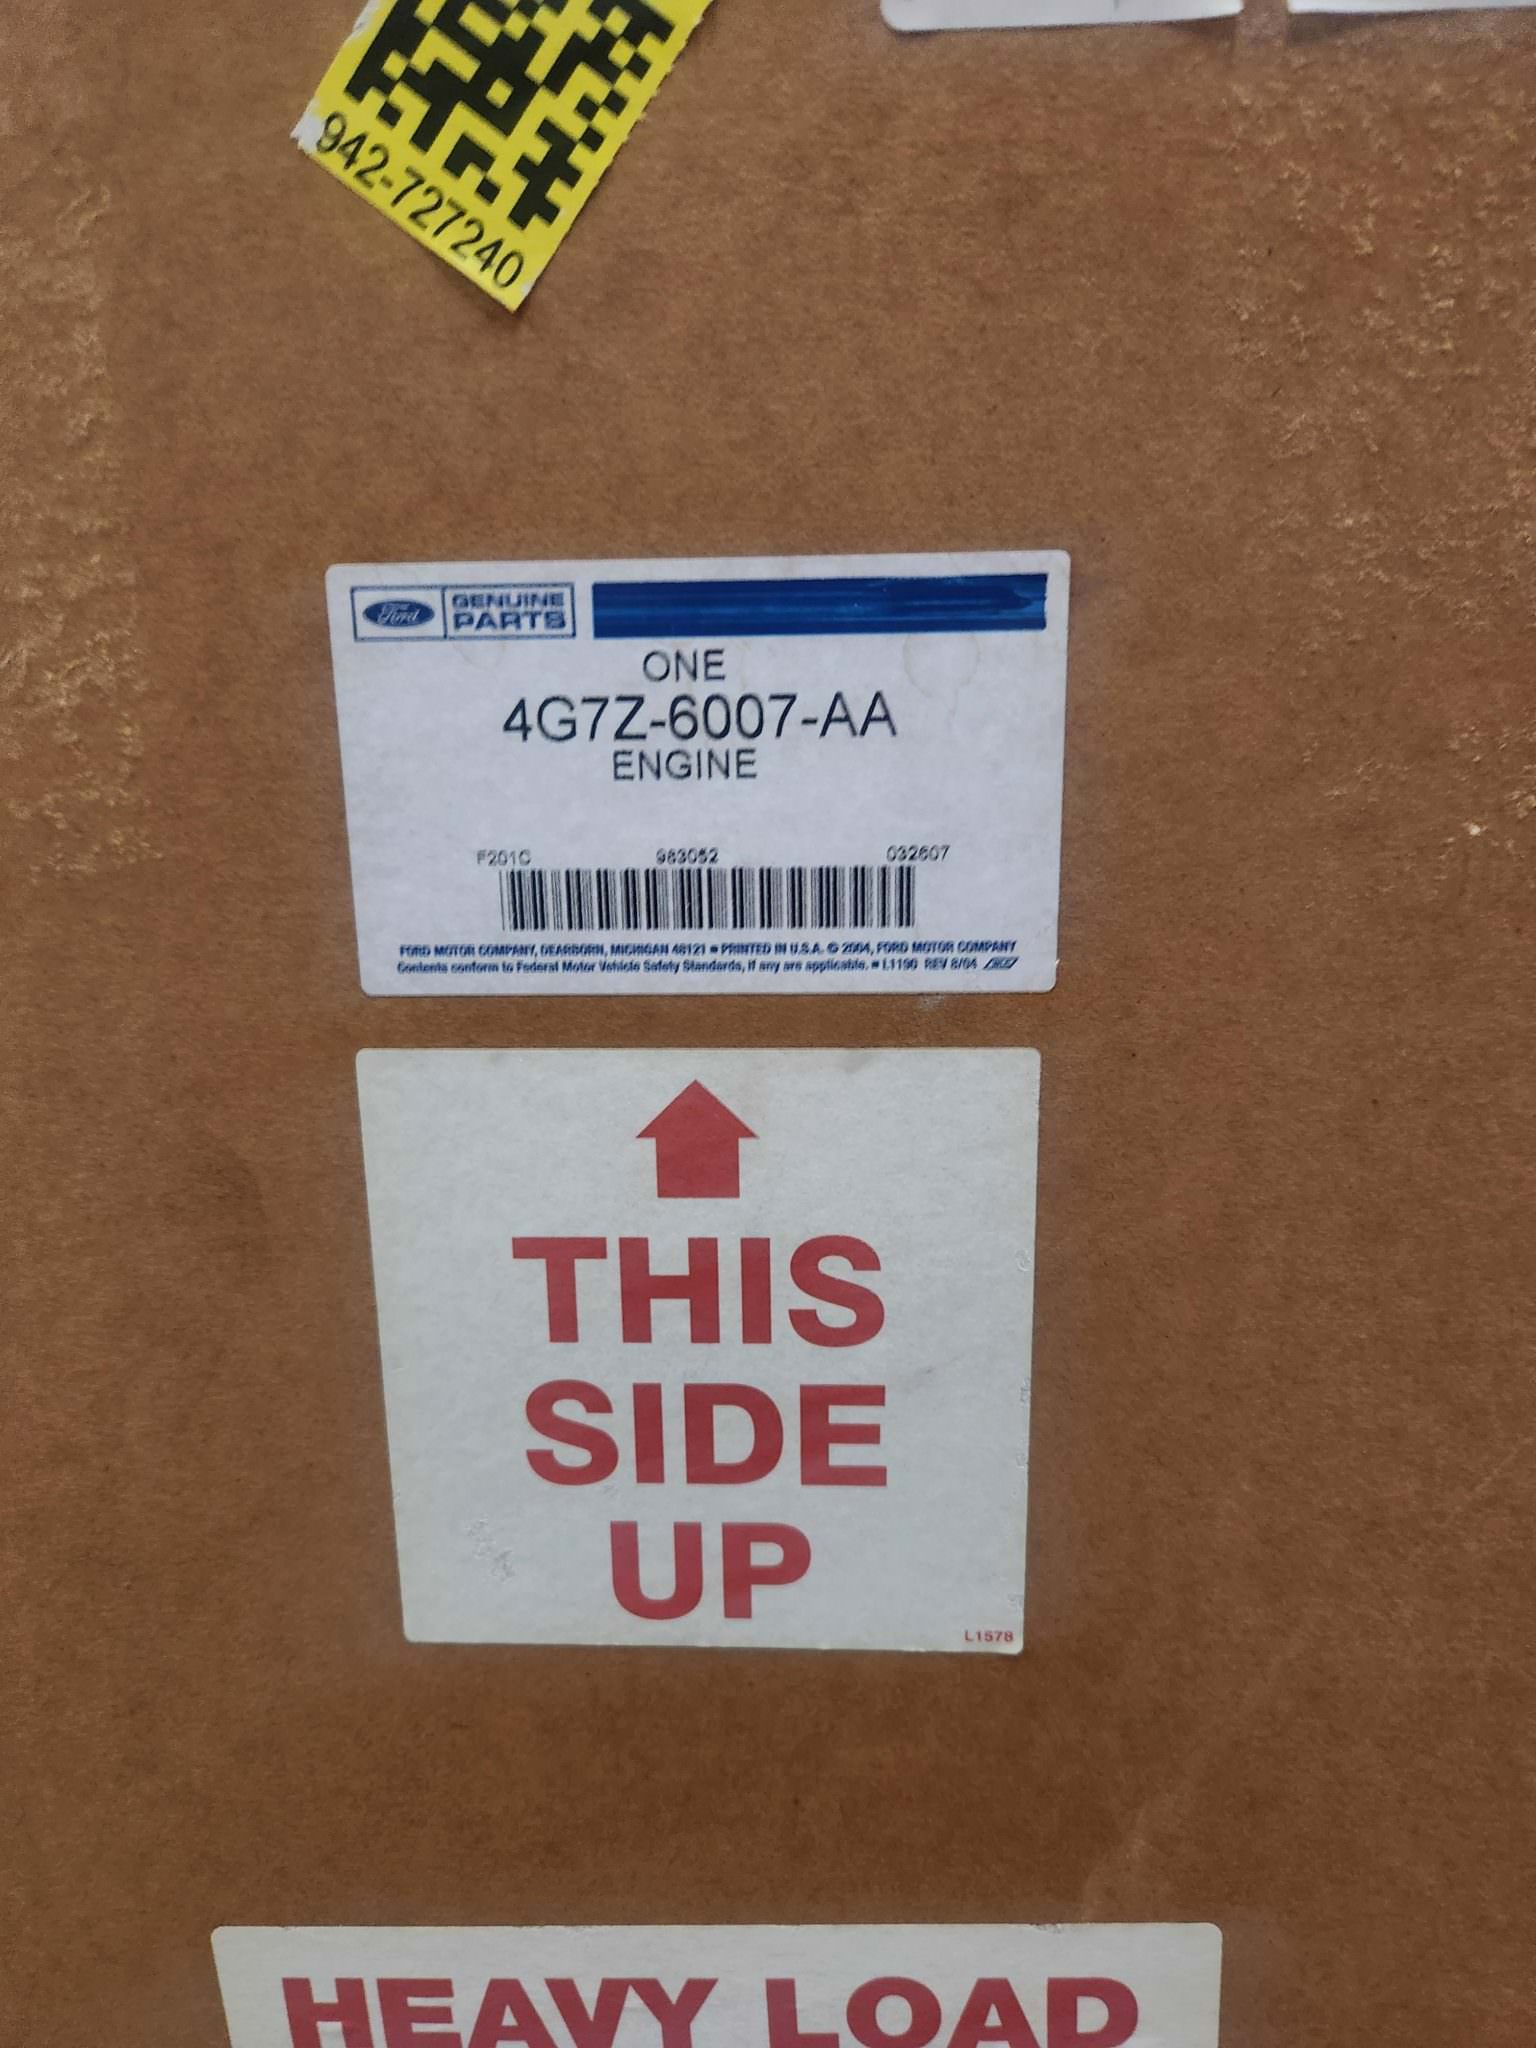 942-727240
Ford
GENUINE
PARTS
ONE
4G7Z-6007-AA
ENGINE
F201C 983052 032607
FORD MOTOR COMPANY, DEARBORN, MICHIGAN 48121 ■ PRINTED IN U.S.A. © 2004, FORD MOTOR COMPANY
Contents conform to Federal Motor Vehicle Safety Standards, if any are applicable. ■ L1190 REV 8/04
THIS
SIDE
UP
L1578
HEAVY LOAD